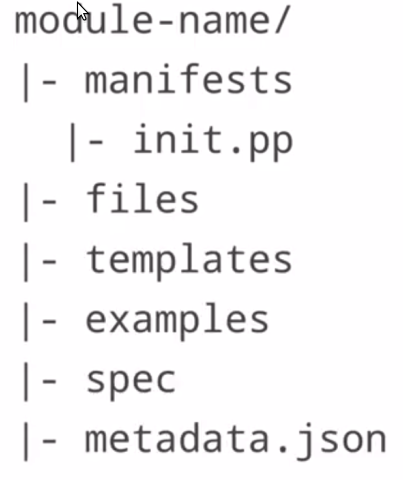 module-name/
|- manifests
|- init.pp
|- files
|- templates
|- examples
|- spec
|- metadata.json